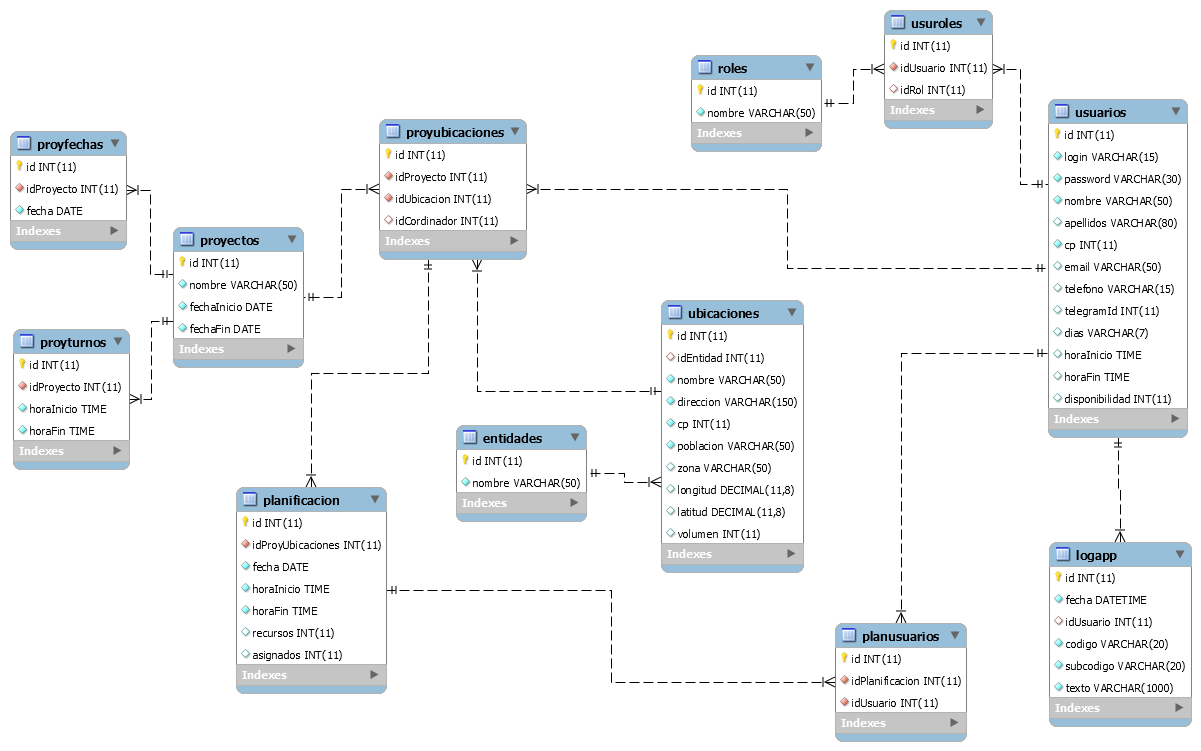 usuroles
id INT(11)
idUsuario INT(11)
idRol INT(11)
Indexes
roles
id INT(11)
nombre VARCHAR(50)
Indexes
usuarios
id INT(11)
login VARCHAR(15)
password VARCHAR(30)
nombre VARCHAR(50)
apellidos VARCHAR(80)
cp INT(11)
email VARCHAR(50)
telefono VARCHAR(15)
telegramId INT(11)
dias VARCHAR(7)
horaInicio TIME
horaFin TIME
disponibilidad INT(11)
Indexes
proyubicaciones
id INT(11)
idProyecto INT(11)
idUbicacion INT(11)
idCordinador INT(11)
Indexes
proyfechas
id INT(11)
idProyecto INT(11)
fecha DATE
Indexes
proyectos
id INT(11)
nombre VARCHAR(50)
fechaInicio DATE
fechaFin DATE
Indexes
proyturnos
id INT(11)
idProyecto INT(11)
horaInicio TIME
horaFin TIME
Indexes
ubicaciones
id INT(11)
idEntidad INT(11)
nombre VARCHAR(50)
direccion VARCHAR(150)
cp INT(11)
poblacion VARCHAR(50)
zona VARCHAR(50)
longitud DECIMAL(11,8)
latitud DECIMAL(11,8)
volumen INT(11)
Indexes
entidades
id INT(11)
nombre VARCHAR(50)
Indexes
planificacion
id INT(11)
idProyUbicaciones INT(11)
fecha DATE
horaInicio TIME
horaFin TIME
recursos INT(11)
asignados INT(11)
Indexes
planusuarios
id INT(11)
idPlanificacion INT(11)
idUsuario INT(11)
Indexes
logapp
id INT(11)
fecha DATETIME
idUsuario INT(11)
codigo VARCHAR(20)
subcodigo VARCHAR(20)
texto VARCHAR(1000)
Indexes